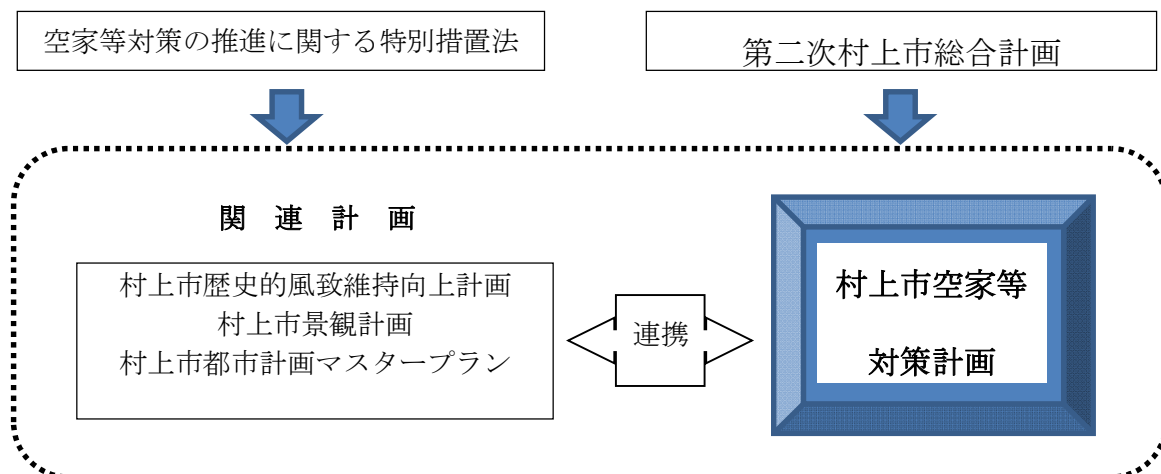 空家等対策の推進に関する特別措置法
第二次村上市総合計画
関 連 計 画
村上市歴史的風致維持向上計画
村上市景観計画
村上市都市計画マスタープラン
連携
村上市空家等
対策計画